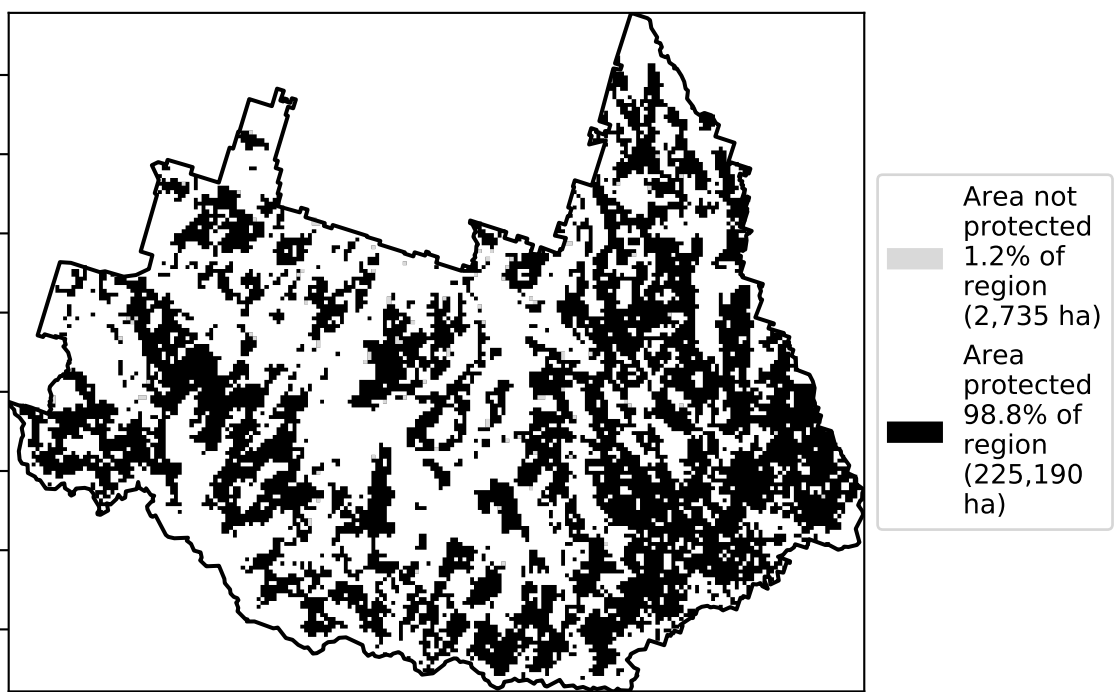 Area not
protected
1.2% of
region
(2,735 ha)
Area
protected
98.8% of
region
(225,190
ha)